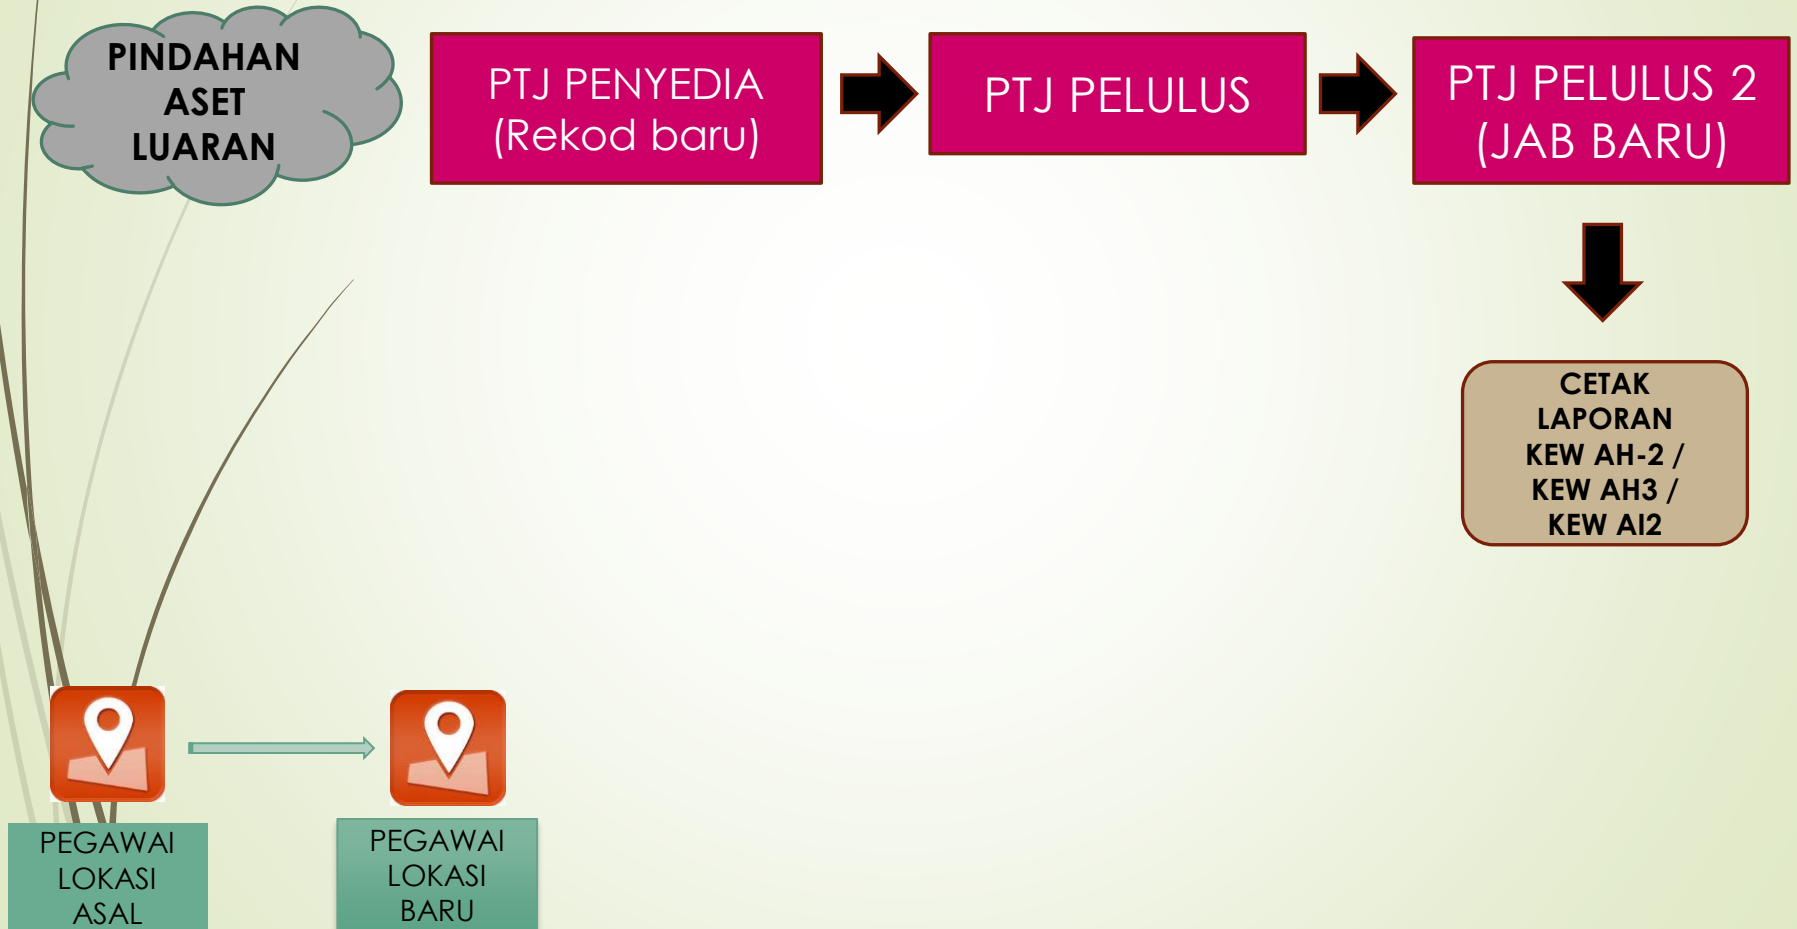 PINDAHAN
ASET
LUARAN
PTJ PENYEDIA
(Rekod baru)
PTJ PELULUS
PTJ PELULUS 2
(JAB BARU)
CETAK
LAPORAN
KEW AH-2 /
KEW AH3 /
KEW AI2
PEGAWAI
LOKASI
ASAL
PEGAWAI
LOKASI
BARU